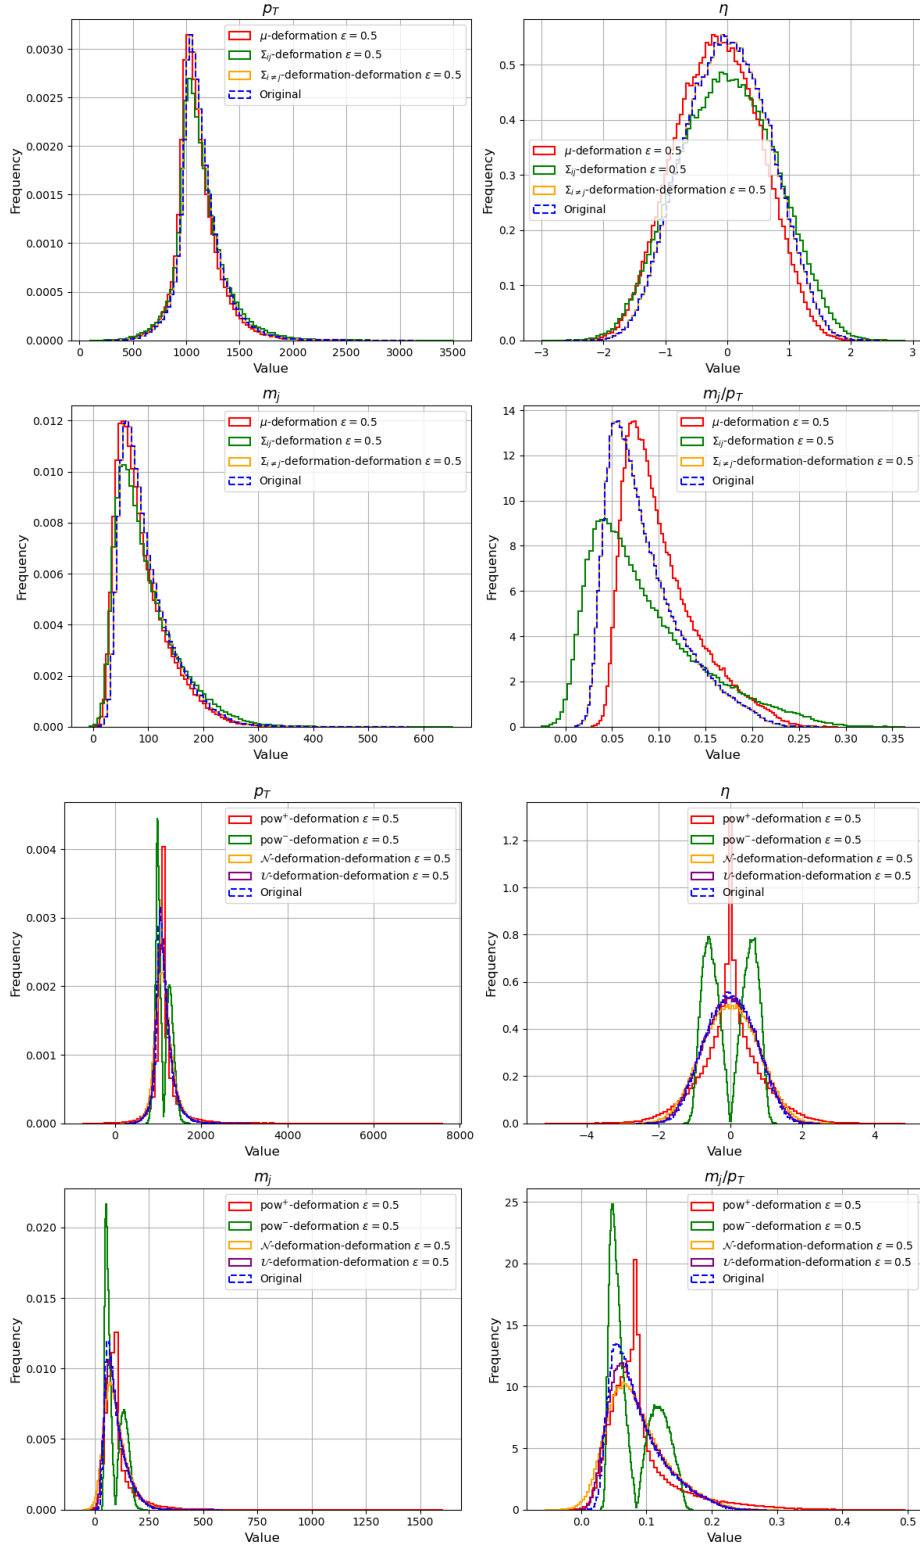 p_T
μ-deformation ε = 0.5
Σ_ij-deformation ε = 0.5
Σ_i≠j-deformation-deformation ε = 0.5
Original
Frequency
0.0030
0.0025
0.0020
0.0015
0.0010
0.0005
0.0000
0 500 1000 1500 2000 2500 3000 3500
Value
η
μ-deformation ε = 0.5
Σ_ij-deformation ε = 0.5
Σ_i≠j-deformation-deformation ε = 0.5
Original
Frequency
0.5
0.4
0.3
0.2
0.1
0.0
−3 −2 −1 0 1 2 3
Value
m_j
μ-deformation ε = 0.5
Σ_ij-deformation ε = 0.5
Σ_i≠j-deformation-deformation ε = 0.5
Original
Frequency
0.012
0.010
0.008
0.006
0.004
0.002
0.000
0 100 200 300 400 500 600
Value
m_j/p_T
μ-deformation ε = 0.5
Σ_ij-deformation ε = 0.5
Σ_i≠j-deformation-deformation ε = 0.5
Original
Frequency
14
12
10
8
6
4
2
0
0.00 0.05 0.10 0.15 0.20 0.25 0.30 0.35
Value
p_T
pow⁺-deformation ε = 0.5
pow⁻-deformation ε = 0.5
𝒩-deformation-deformation ε = 0.5
𝒰-deformation-deformation ε = 0.5
Original
Frequency
0.004
0.003
0.002
0.001
0.000
0 2000 4000 6000 8000
Value
η
pow⁺-deformation ε = 0.5
pow⁻-deformation ε = 0.5
𝒩-deformation-deformation ε = 0.5
𝒰-deformation-deformation ε = 0.5
Original
Frequency
1.2
1.0
0.8
0.6
0.4
0.2
0.0
−4 −2 0 2 4
Value
m_j
pow⁺-deformation ε = 0.5
pow⁻-deformation ε = 0.5
𝒩-deformation-deformation ε = 0.5
𝒰-deformation-deformation ε = 0.5
Original
Frequency
0.020
0.015
0.010
0.005
0.000
0 250 500 750 1000 1250 1500
Value
m_j/p_T
pow⁺-deformation ε = 0.5
pow⁻-deformation ε = 0.5
𝒩-deformation-deformation ε = 0.5
𝒰-deformation-deformation ε = 0.5
Original
Frequency
25
20
15
10
5
0
0.0 0.1 0.2 0.3 0.4 0.5
Value